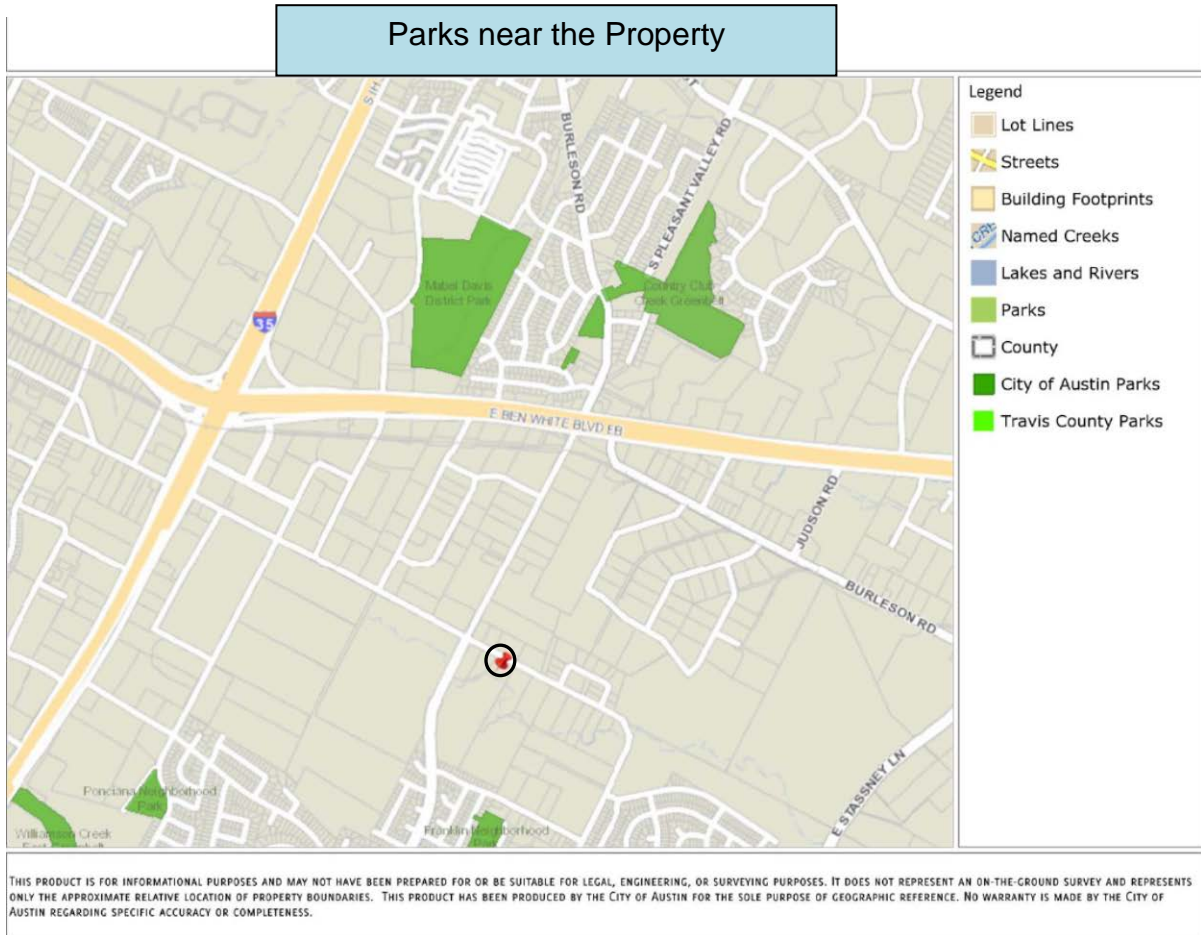 Parks near the Property
S IH
BURLESON RD
S PLEASANT VALLEY RD
Mabel Davis
District Park
Country Club
Creek Greenbelt
35
E BEN WHITE BLVD EB
JUDSON RD
BURLESON RD
E STASSNEY LN
Ponciana Neighborhood
Park
Williamson Creek
East Greenbelt
Franklin Neighborhood
Park
Legend
Lot Lines
Streets
Building Footprints
CRE
Named Creeks
Lakes and Rivers
Parks
County
City of Austin Parks
Travis County Parks
THIS PRODUCT IS FOR INFORMATIONAL PURPOSES AND MAY NOT HAVE BEEN PREPARED FOR OR BE SUITABLE FOR LEGAL, ENGINEERING, OR SURVEYING PURPOSES. IT DOES NOT REPRESENT AN ON-THE-GROUND SURVEY AND REPRESENTS
ONLY THE APPROXIMATE RELATIVE LOCATION OF PROPERTY BOUNDARIES. THIS PRODUCT HAS BEEN PRODUCED BY THE CITY OF AUSTIN FOR THE SOLE PURPOSE OF GEOGRAPHIC REFERENCE. NO WARRANTY IS MADE BY THE CITY OF
AUSTIN REGARDING SPECIFIC ACCURACY OR COMPLETENESS.